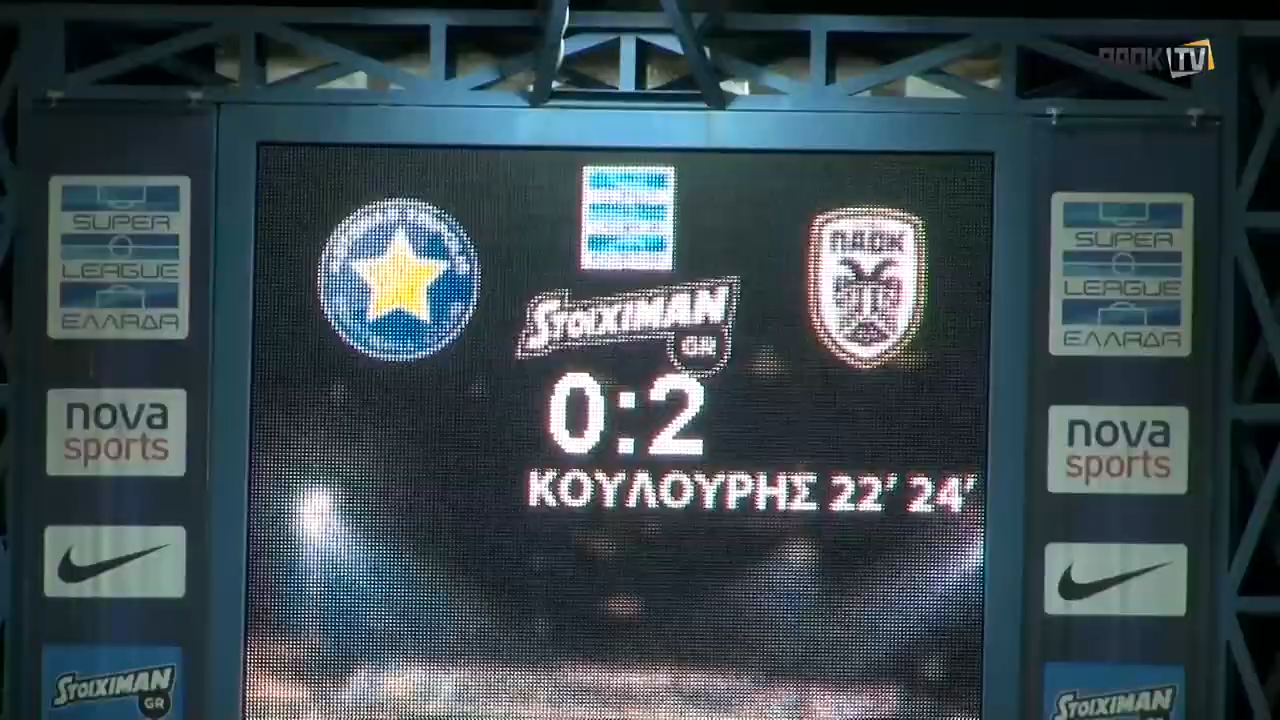 ΠΑΟΚ TV
SUPER
LEAGUE
ΕΛΛΑΔΑ
nova
sports
STOIXIMAN
GR
ΠΑΟΚ
STOIXIMAN
GR
0:2
ΚΟΥΛΟΥΡΗΣ 22' 24'
SUPER
LEAGUE
ΕΛΛΑΔΑ
nova
sports
STOIXIMAN